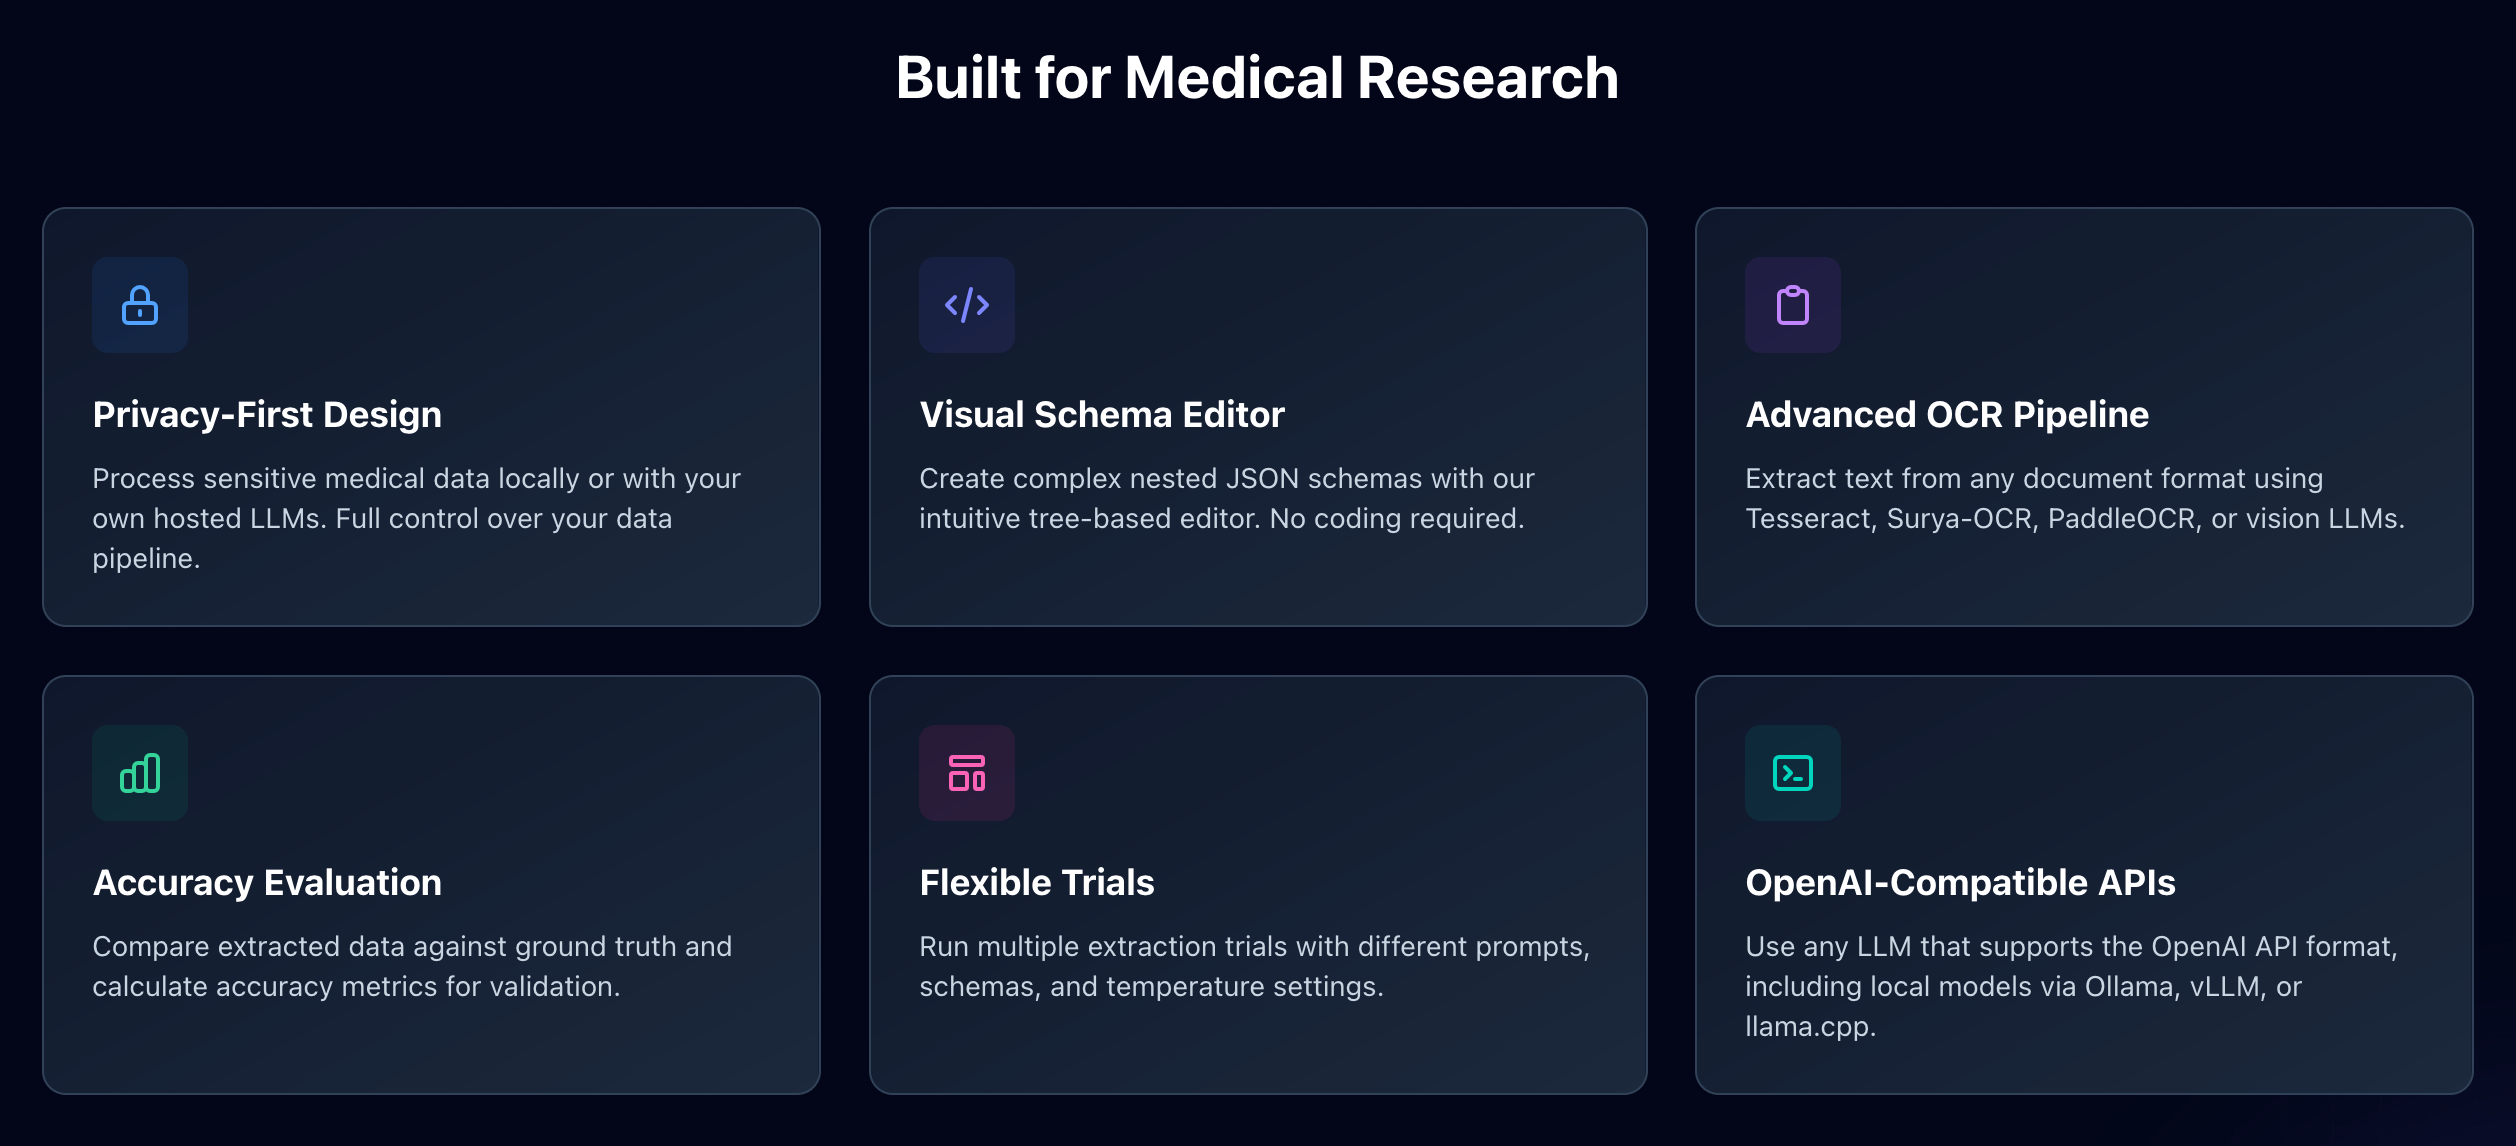 Built for Medical Research
Privacy-First Design
Process sensitive medical data locally or with your
own hosted LLMs. Full control over your data
pipeline.
Visual Schema Editor
Create complex nested JSON schemas with our
intuitive tree-based editor. No coding required.
Advanced OCR Pipeline
Extract text from any document format using
Tesseract, Surya-OCR, PaddleOCR, or vision LLMs.
Accuracy Evaluation
Compare extracted data against ground truth and
calculate accuracy metrics for validation.
Flexible Trials
Run multiple extraction trials with different prompts,
schemas, and temperature settings.
OpenAI-Compatible APIs
Use any LLM that supports the OpenAI API format,
including local models via Ollama, vLLM, or
llama.cpp.